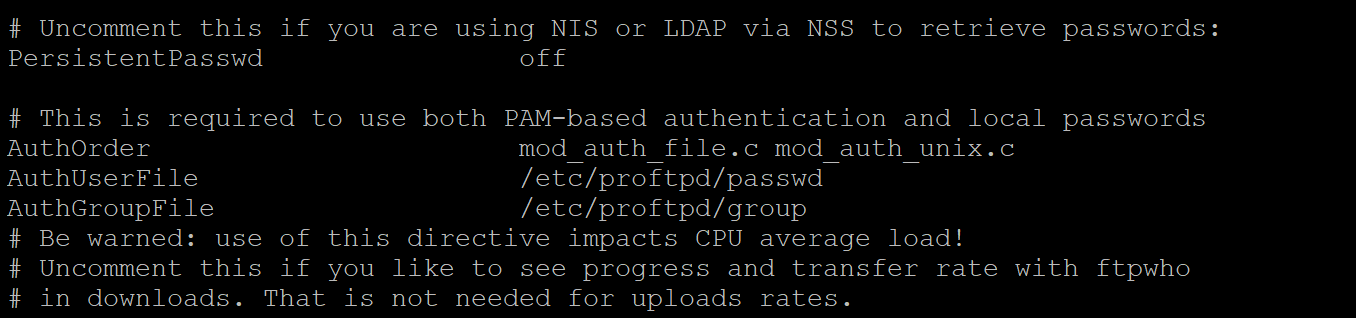 # Uncomment this if you are using NIS or LDAP via NSS to retrieve passwords:
PersistentPasswd                off
# This is required to use both PAM-based authentication and local passwords
AuthOrder                       mod_auth_file.c mod_auth_unix.c
AuthUserFile                    /etc/proftpd/passwd
AuthGroupFile                   /etc/proftpd/group
# Be warned: use of this directive impacts CPU average load!
# Uncomment this if you like to see progress and transfer rate with ftpwho
# in downloads. That is not needed for uploads rates.